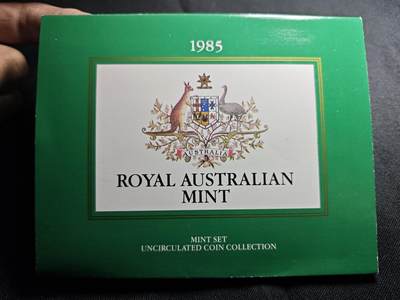 1985
AUSTRALIA
ROYAL AUSTRALIAN
MINT
MINT SET
UNCIRCULATED COIN COLLECTION